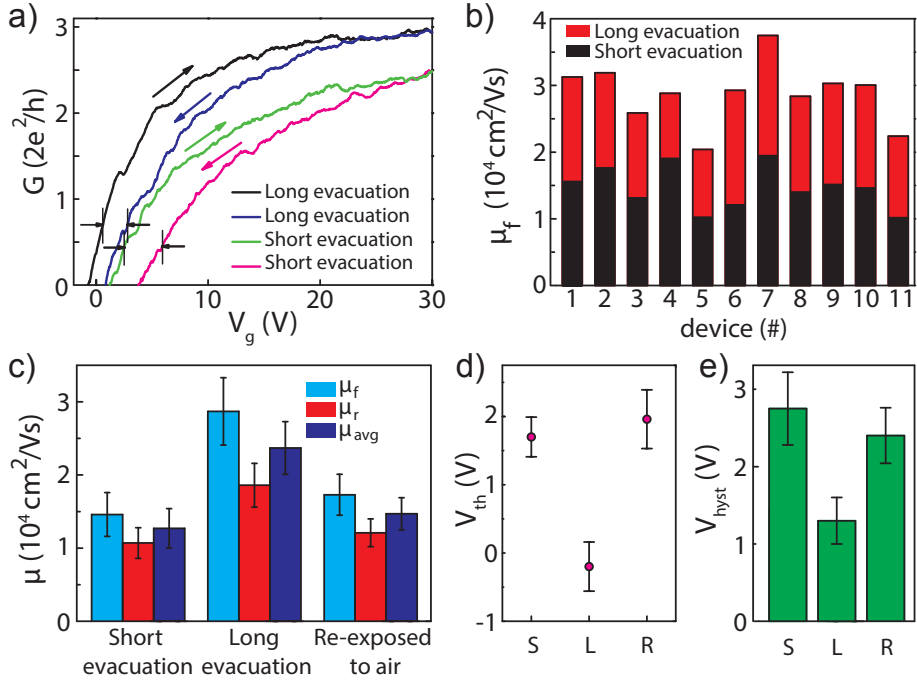 a)
G (2e²/h)
3
2
1
0
Long evacuation
Long evacuation
Short evacuation
Short evacuation
0
10
20
30
V_g (V)
b)
μ_f (10⁴ cm²/Vs)
4
3
2
1
0
Long evacuation
Short evacuation
1 2 3 4 5 6 7 8 9 10 11
device (#)
c)
μ (10⁴ cm²/Vs)
3
2
1
0
μ_f
μ_r
μ_avg
Short evacuation
Long evacuation
Re-exposed to air
d)
V_th (V)
2
1
0
-1
S L R
e)
V_hyst (V)
3
2
1
0
S L R